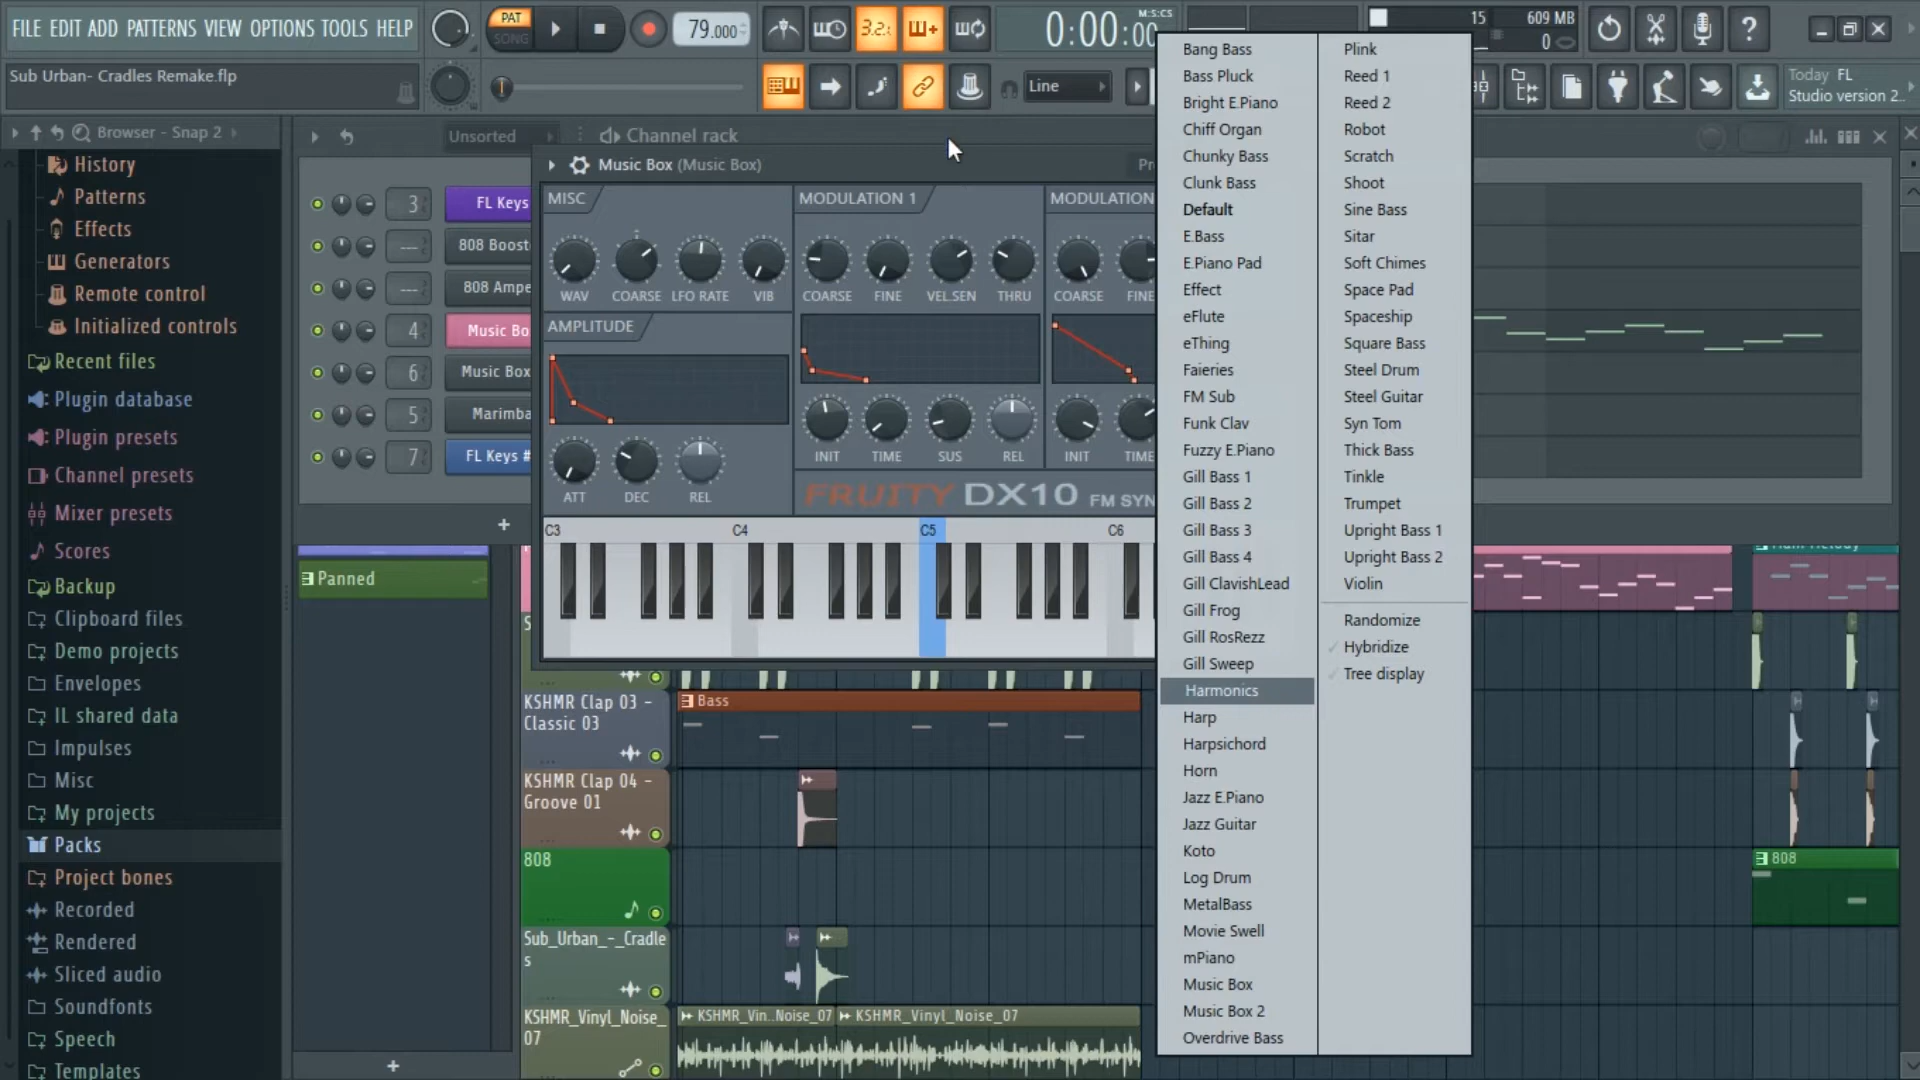 FILE EDIT ADD PATTERNS VIEW OPTIONS TOOLS HELP
Sub Urban- Cradles Remake.flp
PAT
SONG
79.000
3.2.
0:00:00
M:S:CS
15
609 MB
0
Line
Today FL
Studio version 2..
Browser - Snap 2
History
Patterns
Effects
Generators
Remote control
Initialized controls
Recent files
Plugin database
Plugin presets
Channel presets
Mixer presets
Scores
Backup
Clipboard files
Demo projects
Envelopes
IL shared data
Impulses
Misc
My projects
Packs
Project bones
Recorded
Rendered
Sliced audio
Soundfonts
Speech
Templates
Unsorted
Channel rack
3
FL Keys
---
808 Boost
---
808 Ampe
4
Music Bo
6
Music Box
5
Marimba
7
FL Keys #
Panned
Music Box (Music Box)
Pr
MISC
WAV
COARSE
LFO RATE
VIB
AMPLITUDE
ATT
DEC
REL
MODULATION 1
COARSE
FINE
VEL.SEN
THRU
INIT
TIME
SUS
REL
MODULATION
COARSE
FINE
INIT
TIME
FRUITY DX10 FM SYN
C3
C4
C5
C6
KSHMR Clap 03 -
Classic 03
KSHMR Clap 04 -
Groove 01
808
Sub_Urban_-_Cradle
s
KSHMR_Vinyl_Noise_
07
Bass
KSHMR_Vin..Noise_07
KSHMR_Vinyl_Noise_07
808
Bang Bass
Bass Pluck
Bright E.Piano
Chiff Organ
Chunky Bass
Clunk Bass
Default
E.Bass
E.Piano Pad
Effect
eFlute
eThing
Faieries
FM Sub
Funk Clav
Fuzzy E.Piano
Gill Bass 1
Gill Bass 2
Gill Bass 3
Gill Bass 4
Gill ClavishLead
Gill Frog
Gill RosRezz
Gill Sweep
Harmonics
Harp
Harpsichord
Horn
Jazz E.Piano
Jazz Guitar
Koto
Log Drum
MetalBass
Movie Swell
mPiano
Music Box
Music Box 2
Overdrive Bass
Plink
Reed 1
Reed 2
Robot
Scratch
Shoot
Sine Bass
Sitar
Soft Chimes
Space Pad
Spaceship
Square Bass
Steel Drum
Steel Guitar
Syn Tom
Thick Bass
Tinkle
Trumpet
Upright Bass 1
Upright Bass 2
Violin
Randomize
Hybridize
Tree display